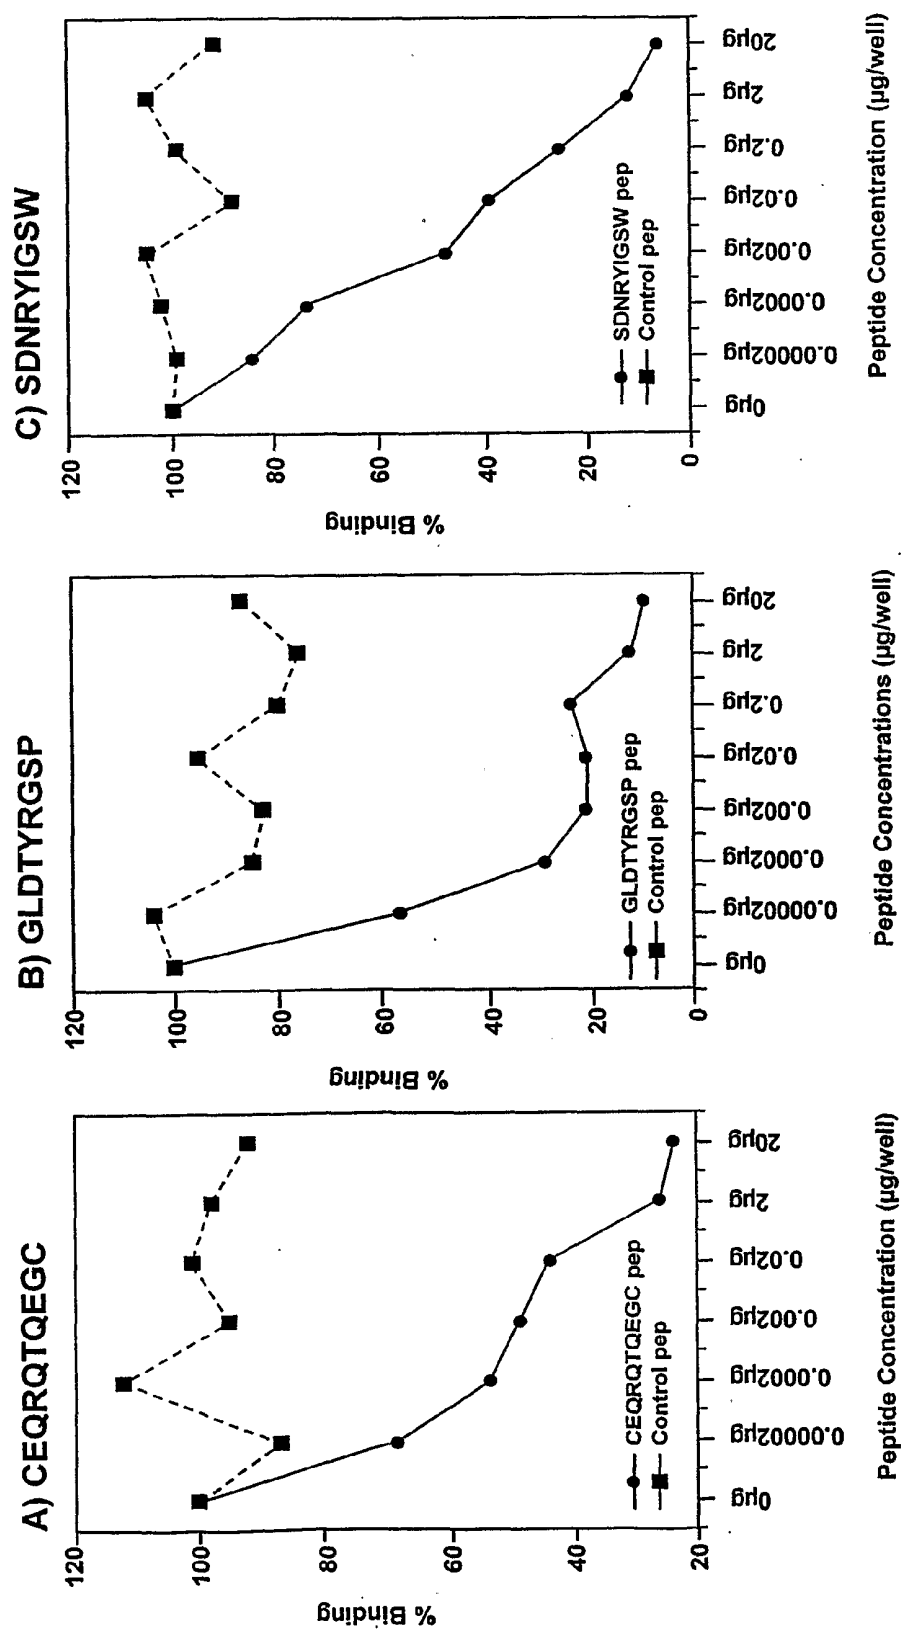 A) CEQRQTQEGC
120
100
80
60
40
20
% Binding
CEQRQTQEGC pep
Control pep
0µg
0.00002µg
0.0002µg
0.002µg
0.02µg
2µg
20µg
Peptide Concentration (µg/well)
B) GLDTYRGSP
120
100
80
60
40
20
0
% Binding
GLDTYRGSP pep
Control pep
0µg
0.00002µg
0.0002µg
0.002µg
0.02µg
0.2µg
2µg
20µg
Peptide Concentrations (µg/well)
C) SDNRYIGSW
120
100
80
60
40
20
0
% Binding
SDNRYIGSW pep
Control pep
0µg
0.00002µg
0.0002µg
0.002µg
0.02µg
0.2µg
2µg
20µg
Peptide Concentration (µg/well)